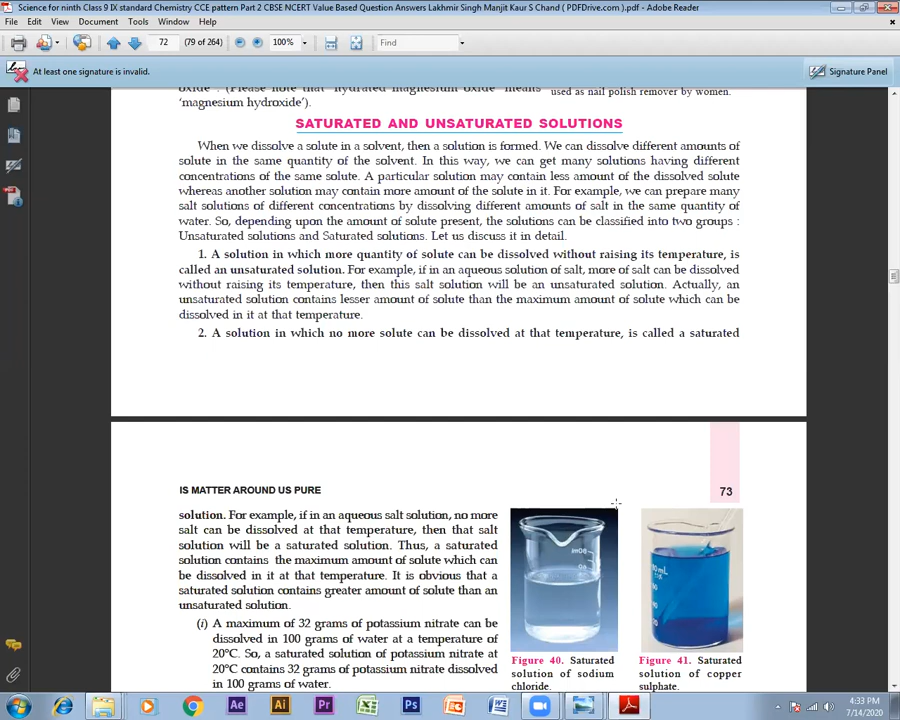 Science for ninth Class 9 IX standard Chemistry CCE pattern Part 2 CBSE NCERT Value Based Question Answers Lakhmir Singh Manjit Kaur S Chand ( PDFDrive.com ).pdf - Adobe Reader
File Edit View Document Tools Window Help
72 (79 of 264) 100% Find
At least one signature is invalid. Signature Panel
oxide'. (Please note that 'hydrated magnesium oxide' means
used as nail polish remover by women.
'magnesium hydroxide').
SATURATED AND UNSATURATED SOLUTIONS
When we dissolve a solute in a solvent, then a solution is formed. We can dissolve different amounts of
solute in the same quantity of the solvent. In this way, we can get many solutions having different
concentrations of the same solute. A particular solution may contain less amount of the dissolved solute
whereas another solution may contain more amount of the solute in it. For example, we can prepare many
salt solutions of different concentrations by dissolving different amounts of salt in the same quantity of
water. So, depending upon the amount of solute present, the solutions can be classified into two groups :
Unsaturated solutions and Saturated solutions. Let us discuss it in detail.
1. A solution in which more quantity of solute can be dissolved without raising its temperature, is
called an unsaturated solution. For example, if in an aqueous solution of salt, more of salt can be dissolved
without raising its temperature, then this salt solution will be an unsaturated solution. Actually, an
unsaturated solution contains lesser amount of solute than the maximum amount of solute which can be
dissolved in it at that temperature.
2. A solution in which no more solute can be dissolved at that temperature, is called a saturated
IS MATTER AROUND US PURE
73
solution. For example, if in an aqueous salt solution, no more
salt can be dissolved at that temperature, then that salt
solution will be a saturated solution. Thus, a saturated
solution contains the maximum amount of solute which can
be dissolved in it at that temperature. It is obvious that a
saturated solution contains greater amount of solute than an
unsaturated solution.
(i) A maximum of 32 grams of potassium nitrate can be
dissolved in 100 grams of water at a temperature of
20°C. So, a saturated solution of potassium nitrate at
20°C contains 32 grams of potassium nitrate dissolved
in 100 grams of water.
Figure 40. Saturated
solution of sodium
chloride.
Figure 41. Saturated
solution of copper
sulphate.
Ae Ai Pr Ps
4:33 PM
7/14/2020